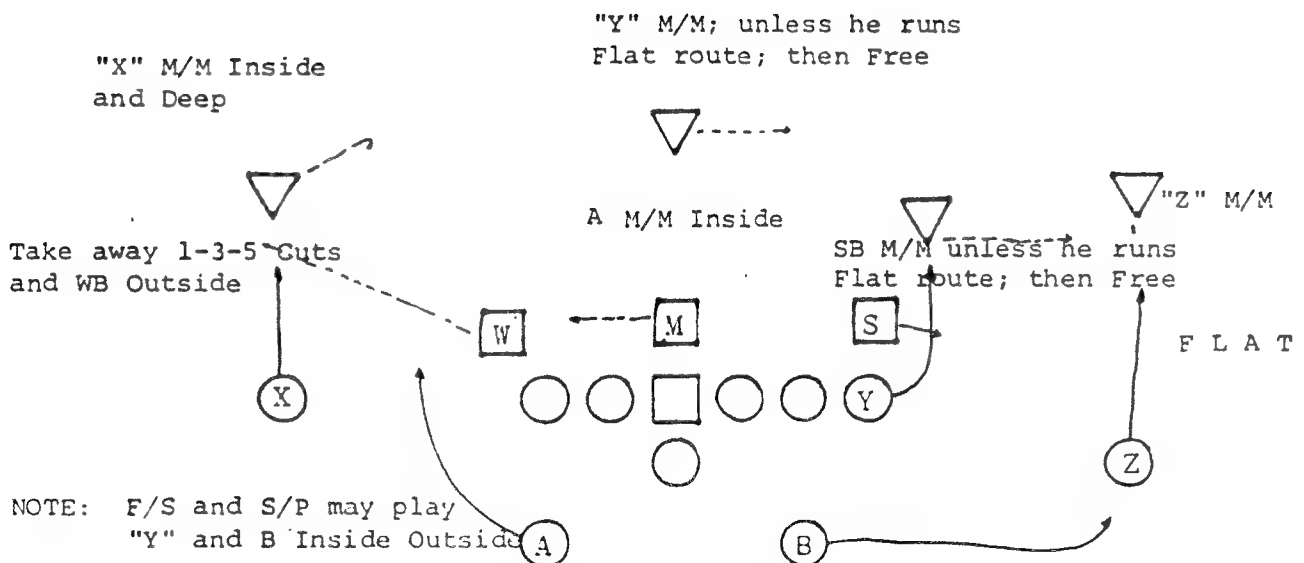 "Y" M/M; unless he runs
Flat route; then Free
"X" M/M Inside
and Deep
"Z" M/M
A M/M Inside
Take away 1-3-5 Cuts
and WB Outside
SB M/M unless he runs
Flat route; then Free
W
M
S
F L A T
X
Y
Z
NOTE: F/S and S/P may play
"Y" and B Inside Outside
A
B